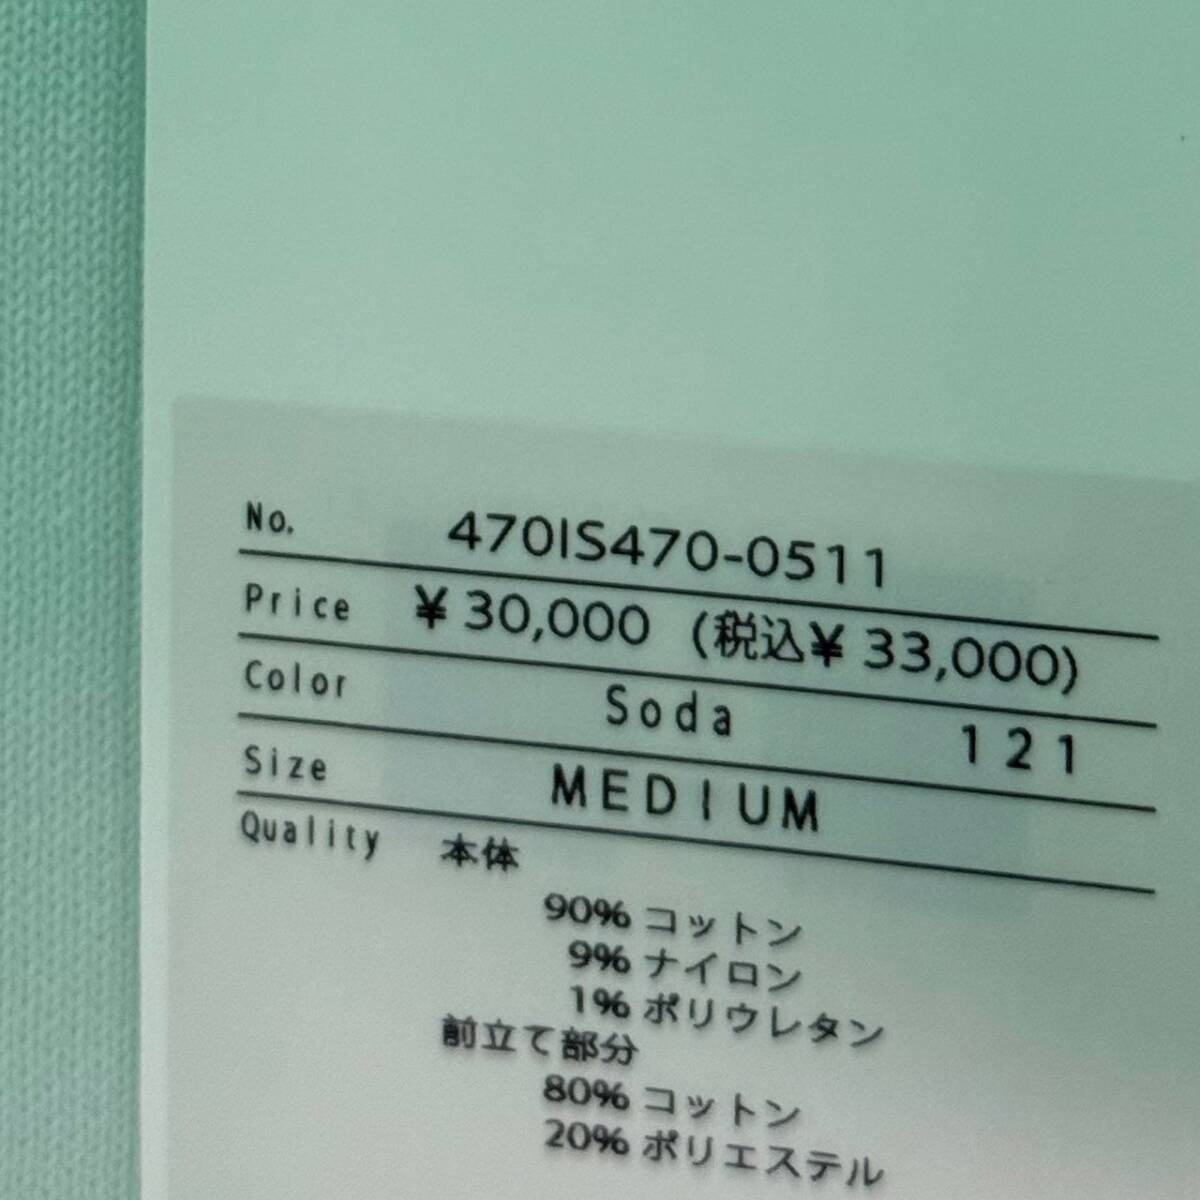 No. 470IS470-0511
Price ¥30,000 (税込¥33,000)
Color Soda 121
Size MEDIUM
Quality 本体
90% コットン
9% ナイロン
1% ポリウレタン
前立て部分
80% コットン
20% ポリエステル